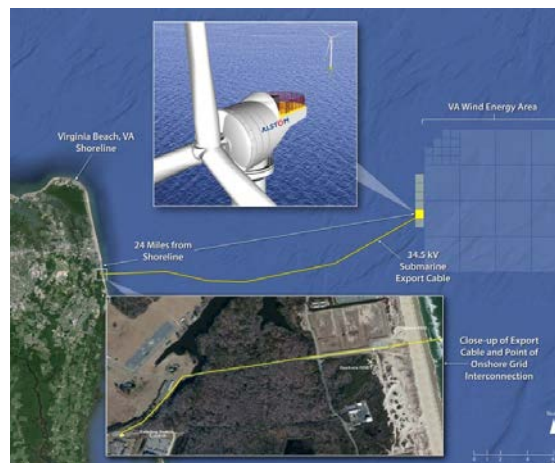 VA Wind Energy Area
ALSTOM
Virginia Beach, VA
Shoreline
24 Miles from
Shoreline
34.5 kV
Submarine
Export Cable
Close-up of Export
Cable and Point of
Onshore Grid
Interconnection